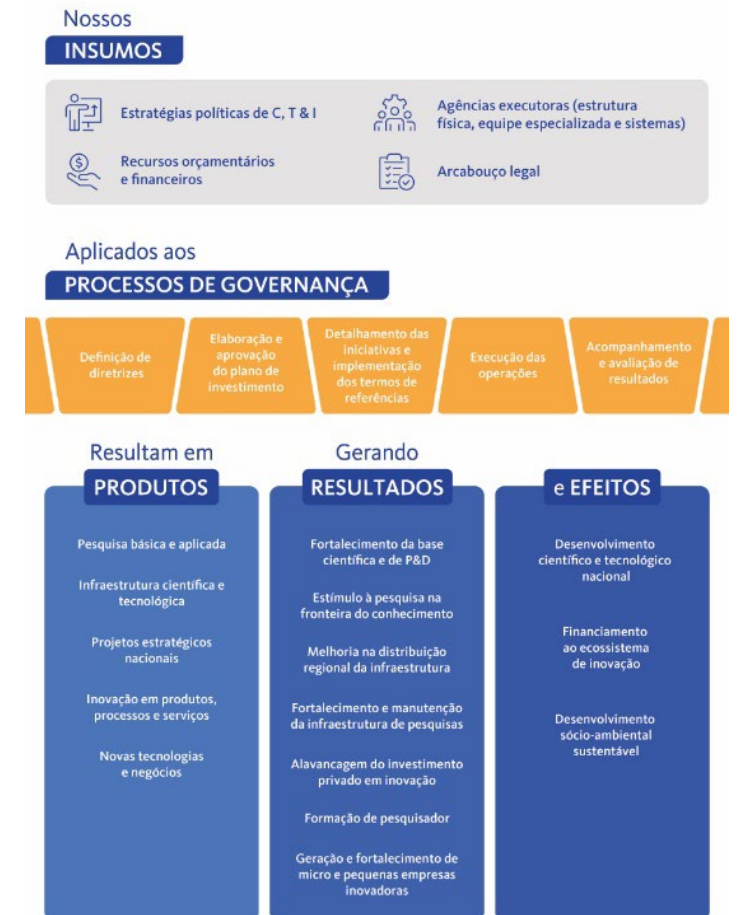 Nossos
INSUMOS
Estratégias políticas de C, T & I
Agências executoras (estrutura
física, equipe especializada e sistemas)
Recursos orçamentários
e financeiros
Arcabouço legal
Aplicados aos
PROCESSOS DE GOVERNANÇA
Definição de
diretrizes
Elaboração e
aprovação
do plano de
investimento
Detalhamento das
iniciativas e
implementação
dos termos de
referências
Execução das
operações
Acompanhamento
e avaliação de
resultados
Resultam em
PRODUTOS
Pesquisa básica e aplicada
Infraestrutura científica e
tecnológica
Projetos estratégicos
nacionais
Inovação em produtos,
processos e serviços
Novas tecnologias
e negócios
Gerando
RESULTADOS
Fortalecimento da base
científica e de P&D
Estímulo à pesquisa na
fronteira do conhecimento
Melhoria na distribuição
regional da infraestrutura
Fortalecimento e manutenção
da infraestrutura de pesquisas
Alavancagem do investimento
privado em inovação
Formação de pesquisador
Geração e fortalecimento de
micro e pequenas empresas
inovadoras
e EFEITOS
Desenvolvimento
científico e tecnológico
nacional
Financiamento
ao ecossistema
de inovação
Desenvolvimento
sócio-ambiental
sustentável